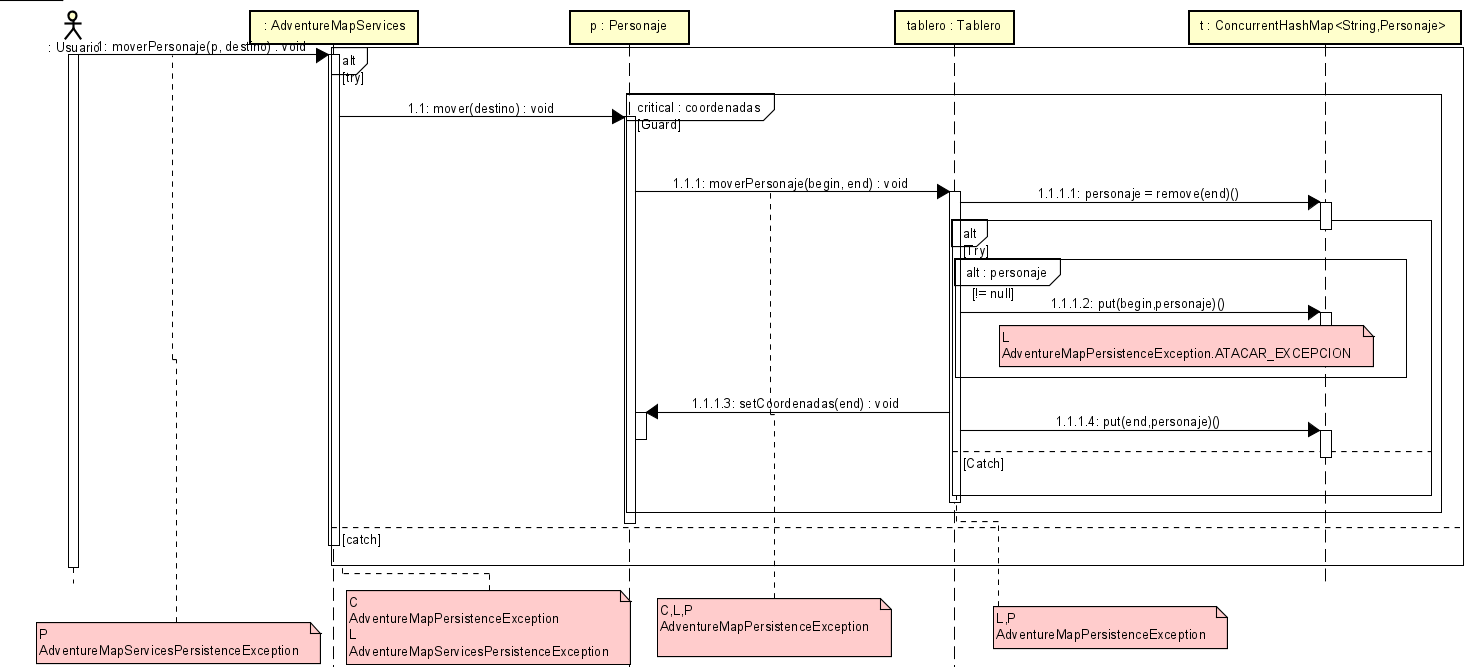 : AdventureMapServices
p : Personaje
tablero : Tablero
t : ConcurrentHashMap<String,Personaje>
: Usuario
1: moverPersonaje(p, destino) : void
alt
[try]
1.1: mover(destino) : void
critical : coordenadas
[Guard]
1.1.1: moverPersonaje(begin, end) : void
1.1.1.1: personaje = remove(end)()
alt
[Try]
alt : personaje
[!= null]
1.1.1.2: put(begin,personaje)()
L
AdventureMapPersistenceException.ATACAR_EXCEPCION
1.1.1.3: setCoordenadas(end) : void
1.1.1.4: put(end,personaje)()
[Catch]
[catch]
P
AdventureMapServicesPersistenceException
C
AdventureMapPersistenceException
L
AdventureMapServicesPersistenceException
C,L,P
AdventureMapPersistenceException
L,P
AdventureMapPersistenceException